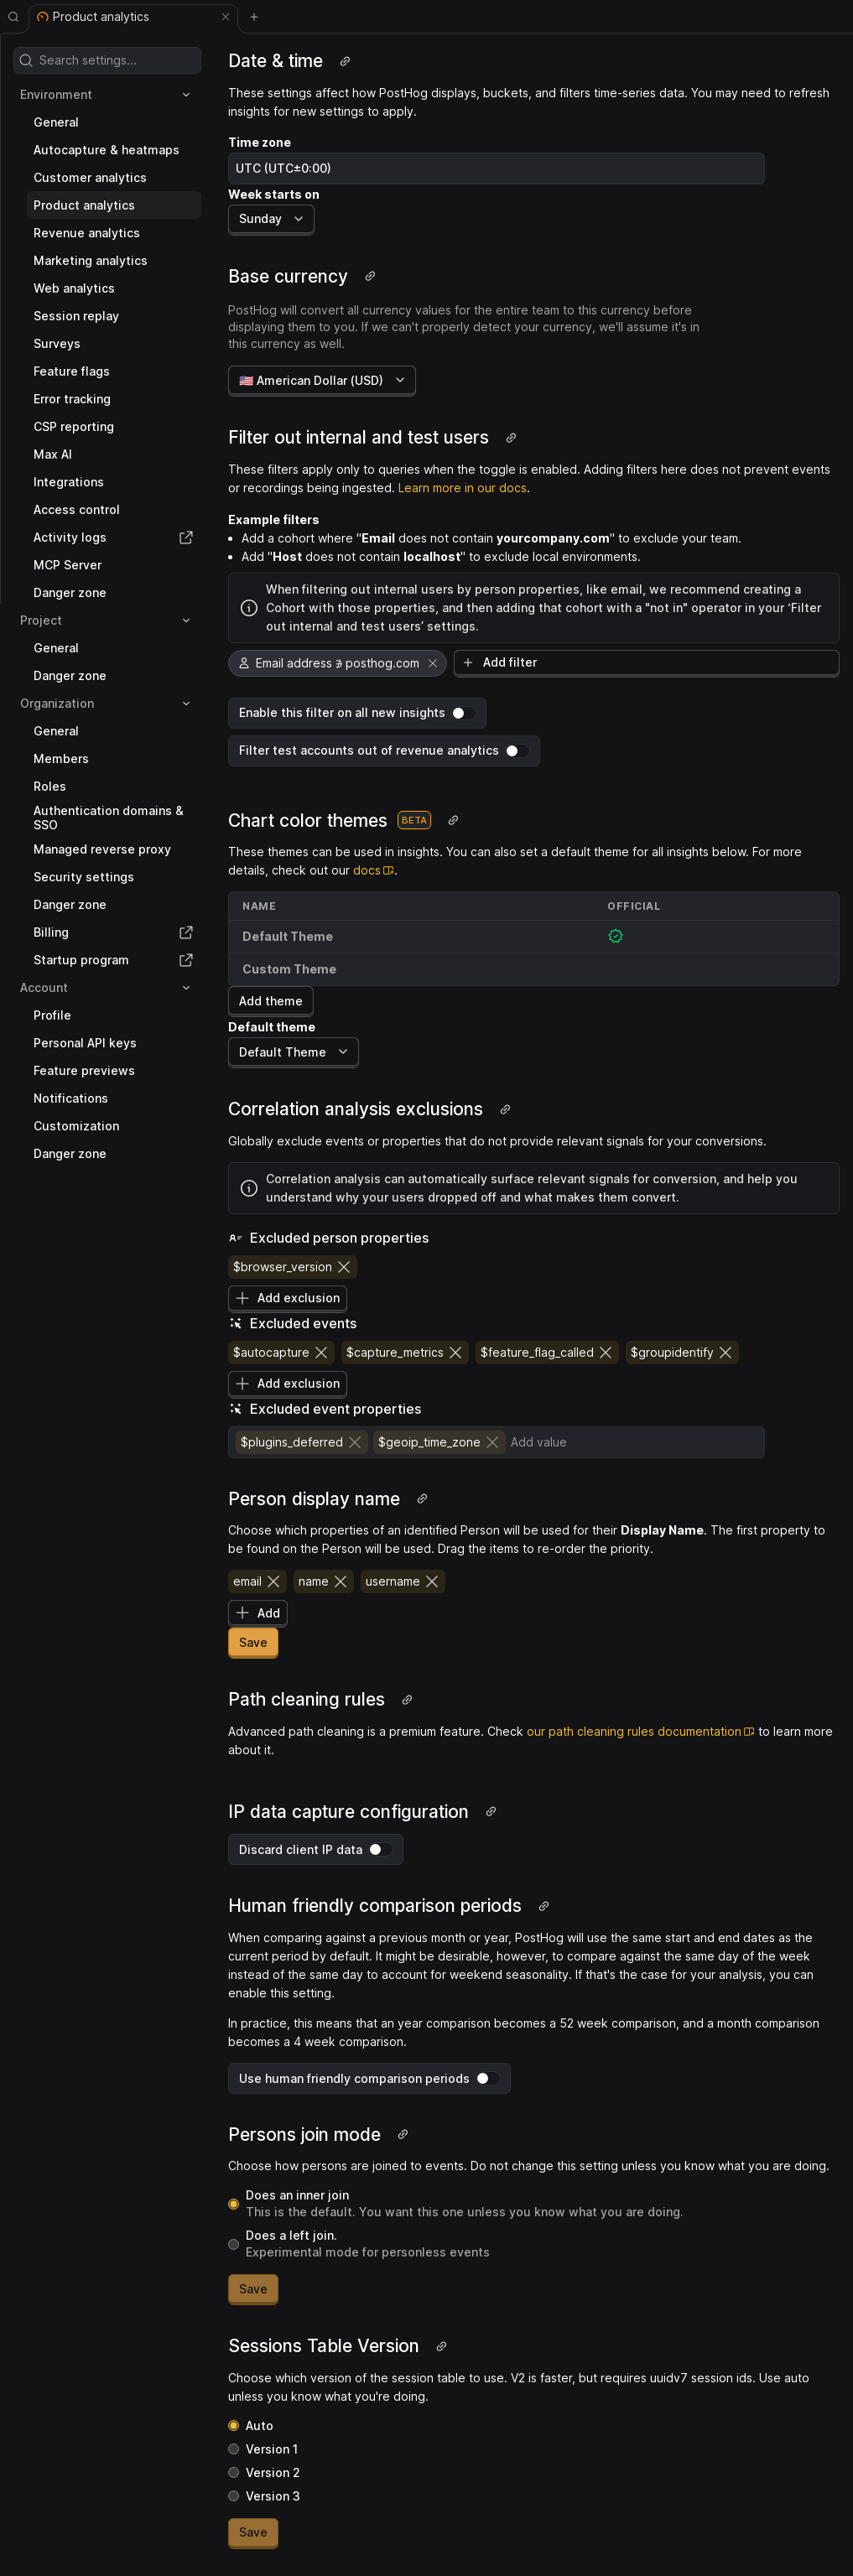 Product analytics
Search settings...
Environment
General
Autocapture & heatmaps
Customer analytics
Product analytics
Revenue analytics
Marketing analytics
Web analytics
Session replay
Surveys
Feature flags
Error tracking
CSP reporting
Max AI
Integrations
Access control
Activity logs
MCP Server
Danger zone
Project
General
Danger zone
Organization
General
Members
Roles
Authentication domains &
SSO
Managed reverse proxy
Security settings
Danger zone
Billing
Startup program
Account
Profile
Personal API keys
Feature previews
Notifications
Customization
Danger zone
Date & time
These settings affect how PostHog displays, buckets, and filters time-series data. You may need to refresh
insights for new settings to apply.
Time zone
UTC (UTC±0:00)
Week starts on
Sunday
Base currency
PostHog will convert all currency values for the entire team to this currency before
displaying them to you. If we can't properly detect your currency, we'll assume it's in
this currency as well.
🇺🇸 American Dollar (USD)
Filter out internal and test users
These filters apply only to queries when the toggle is enabled. Adding filters here does not prevent events
or recordings being ingested. Learn more in our docs.
Example filters
• Add a cohort where "Email does not contain yourcompany.com" to exclude your team.
• Add "Host does not contain localhost" to exclude local environments.
When filtering out internal users by person properties, like email, we recommend creating a
Cohort with those properties, and then adding that cohort with a "not in" operator in your ‘Filter
out internal and test users’ settings.
Email address ∌ posthog.com
Add filter
Enable this filter on all new insights
Filter test accounts out of revenue analytics
Chart color themes BETA
These themes can be used in insights. You can also set a default theme for all insights below. For more
details, check out our docs.
NAME OFFICIAL
Default Theme
Custom Theme
Add theme
Default theme
Default Theme
Correlation analysis exclusions
Globally exclude events or properties that do not provide relevant signals for your conversions.
Correlation analysis can automatically surface relevant signals for conversion, and help you
understand why your users dropped off and what makes them convert.
Excluded person properties
$browser_version
Add exclusion
Excluded events
$autocapture $capture_metrics $feature_flag_called $groupidentify
Add exclusion
Excluded event properties
$plugins_deferred $geoip_time_zone Add value
Person display name
Choose which properties of an identified Person will be used for their Display Name. The first property to
be found on the Person will be used. Drag the items to re-order the priority.
email name username
Add
Save
Path cleaning rules
Advanced path cleaning is a premium feature. Check our path cleaning rules documentation to learn more
about it.
IP data capture configuration
Discard client IP data
Human friendly comparison periods
When comparing against a previous month or year, PostHog will use the same start and end dates as the
current period by default. It might be desirable, however, to compare against the same day of the week
instead of the same day to account for weekend seasonality. If that's the case for your analysis, you can
enable this setting.
In practice, this means that an year comparison becomes a 52 week comparison, and a month comparison
becomes a 4 week comparison.
Use human friendly comparison periods
Persons join mode
Choose how persons are joined to events. Do not change this setting unless you know what you are doing.
Does an inner join
This is the default. You want this one unless you know what you are doing.
Does a left join.
Experimental mode for personless events
Save
Sessions Table Version
Choose which version of the session table to use. V2 is faster, but requires uuidv7 session ids. Use auto
unless you know what you're doing.
Auto
Version 1
Version 2
Version 3
Save